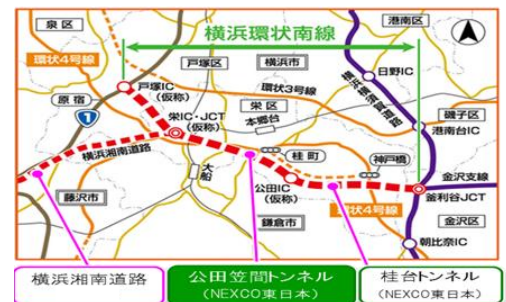 泉区
港南区
横浜環状南線
環状4号線
戸塚区
横浜市
日野IC
戸塚IC
(仮称)
環状3号線
原宿
1
栄IC・JCT
(仮称)
栄区
本郷台
横浜横須賀道路
磯子区
港南台IC
横浜湘南道路
桂町
神戸橋
大船
公田IC
(仮称)
金沢支線
釜利谷JCT
藤沢市
環状4号線
鎌倉市
金沢区
朝比奈IC
横浜湘南道路
公田笠間トンネル
(NEXCO東日本)
桂台トンネル
(NEXCO東日本)